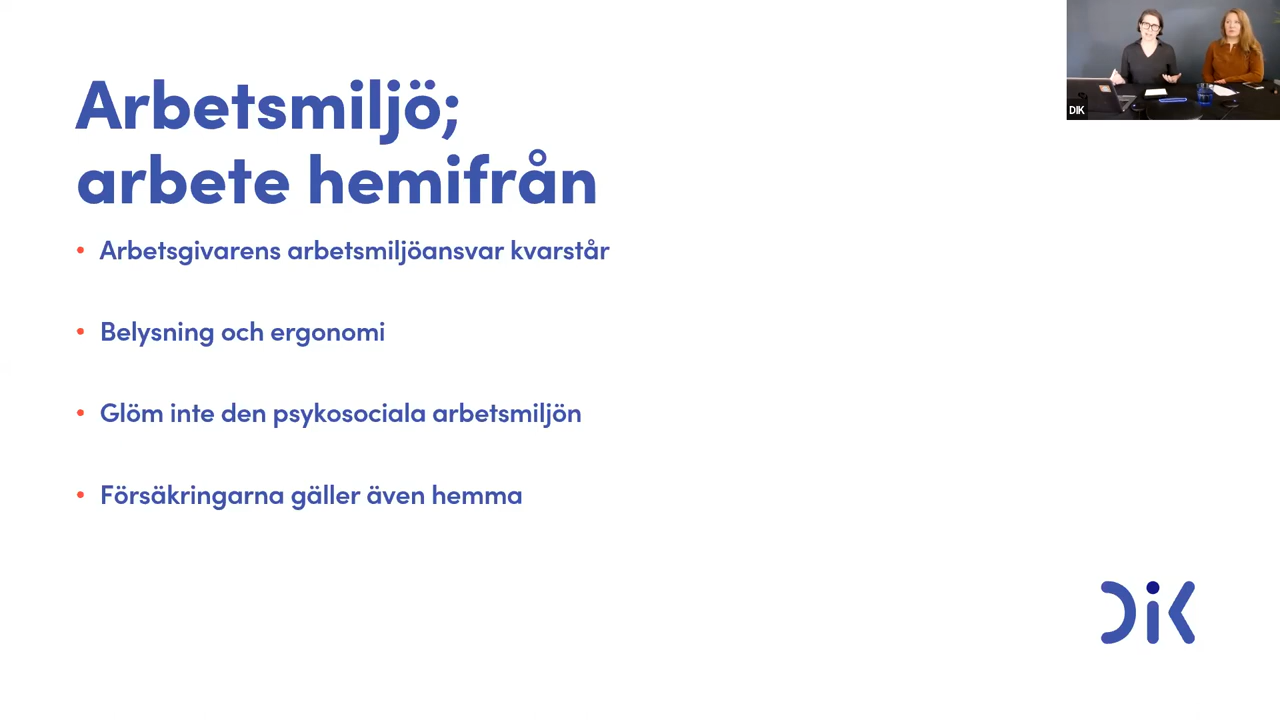 Arbetsmiljö;
arbete hemifrån
• Arbetsgivarens arbetsmiljöansvar kvarstår
• Belysning och ergonomi
• Glöm inte den psykosociala arbetsmiljön
• Försäkringarna gäller även hemma
DIK
DiK